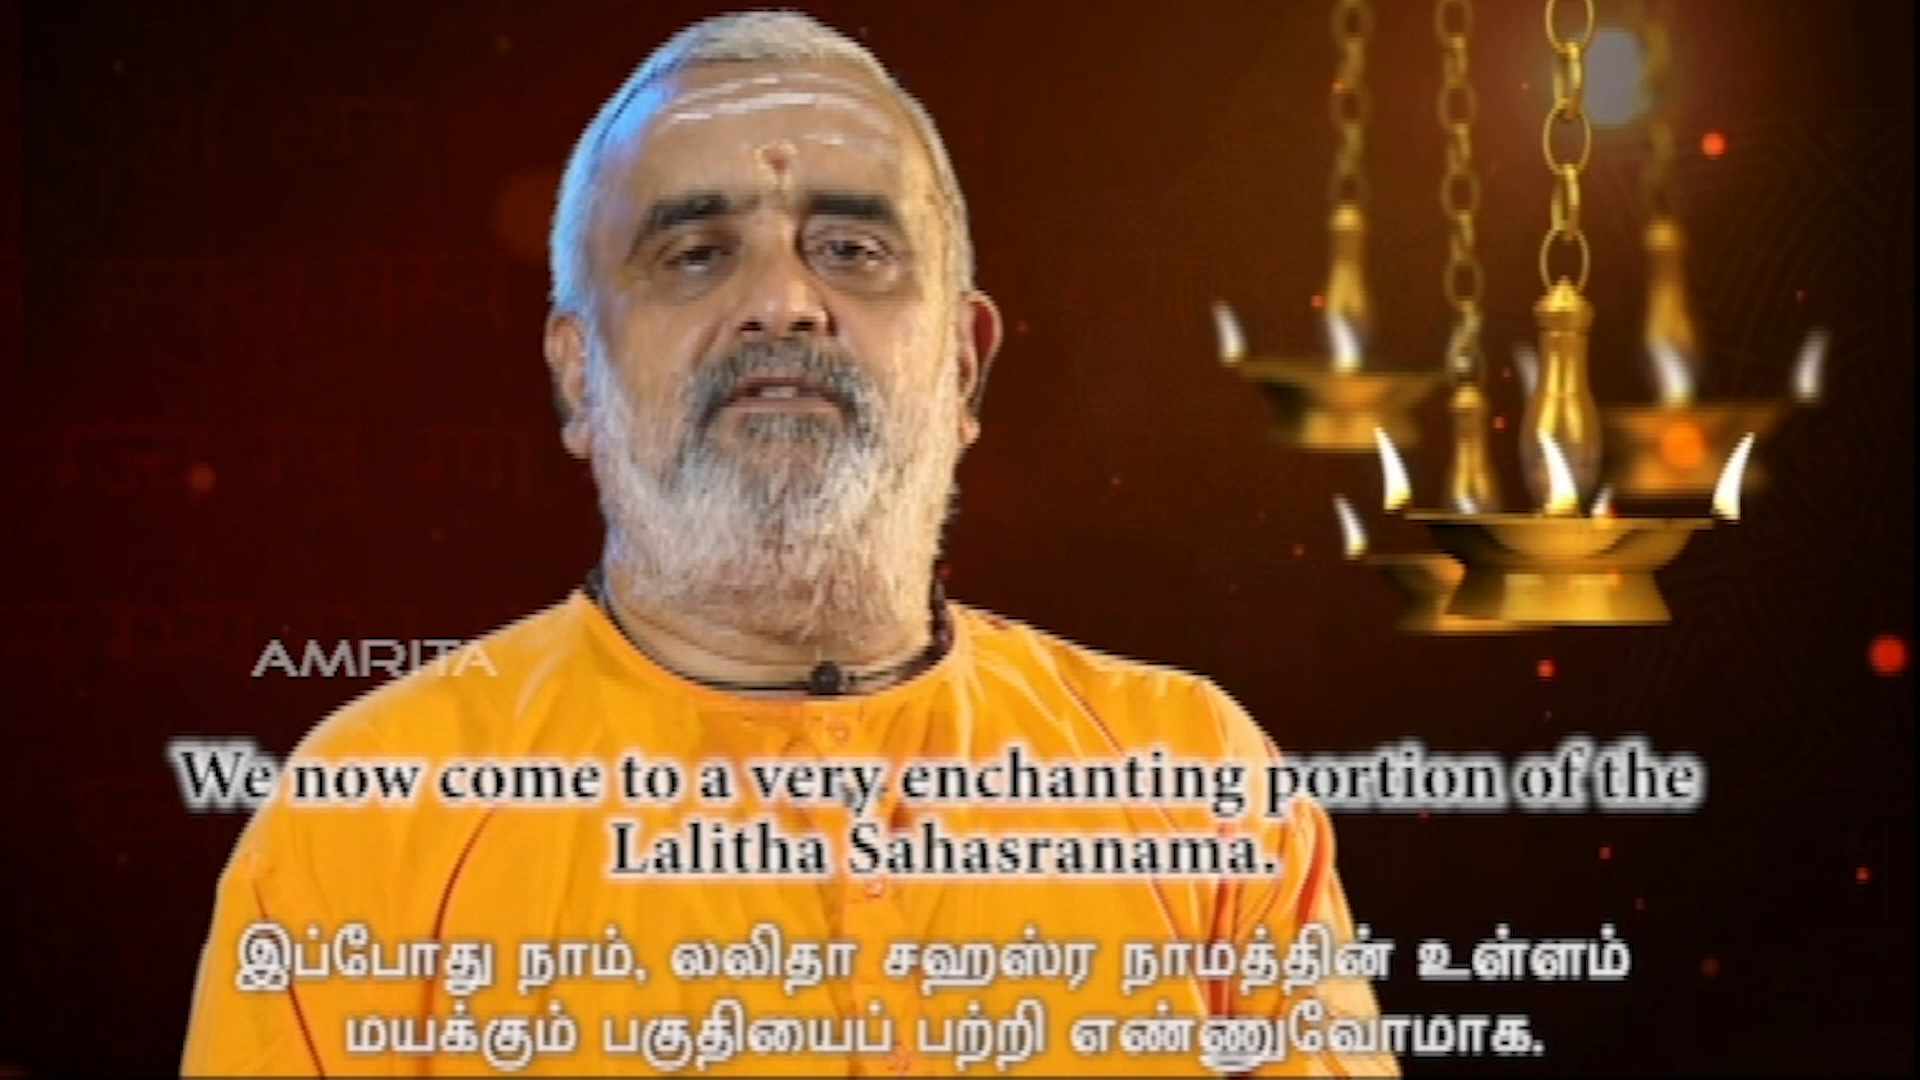 AMRITA
We now come to a very enchanting portion of the
Lalitha Sahasranama.
இப்போது நாம், லலிதா சஹஸ்ர நாமத்தின் உள்ளம்
மயக்கும் பகுதியைப் பற்றி எண்ணுவோமாக.